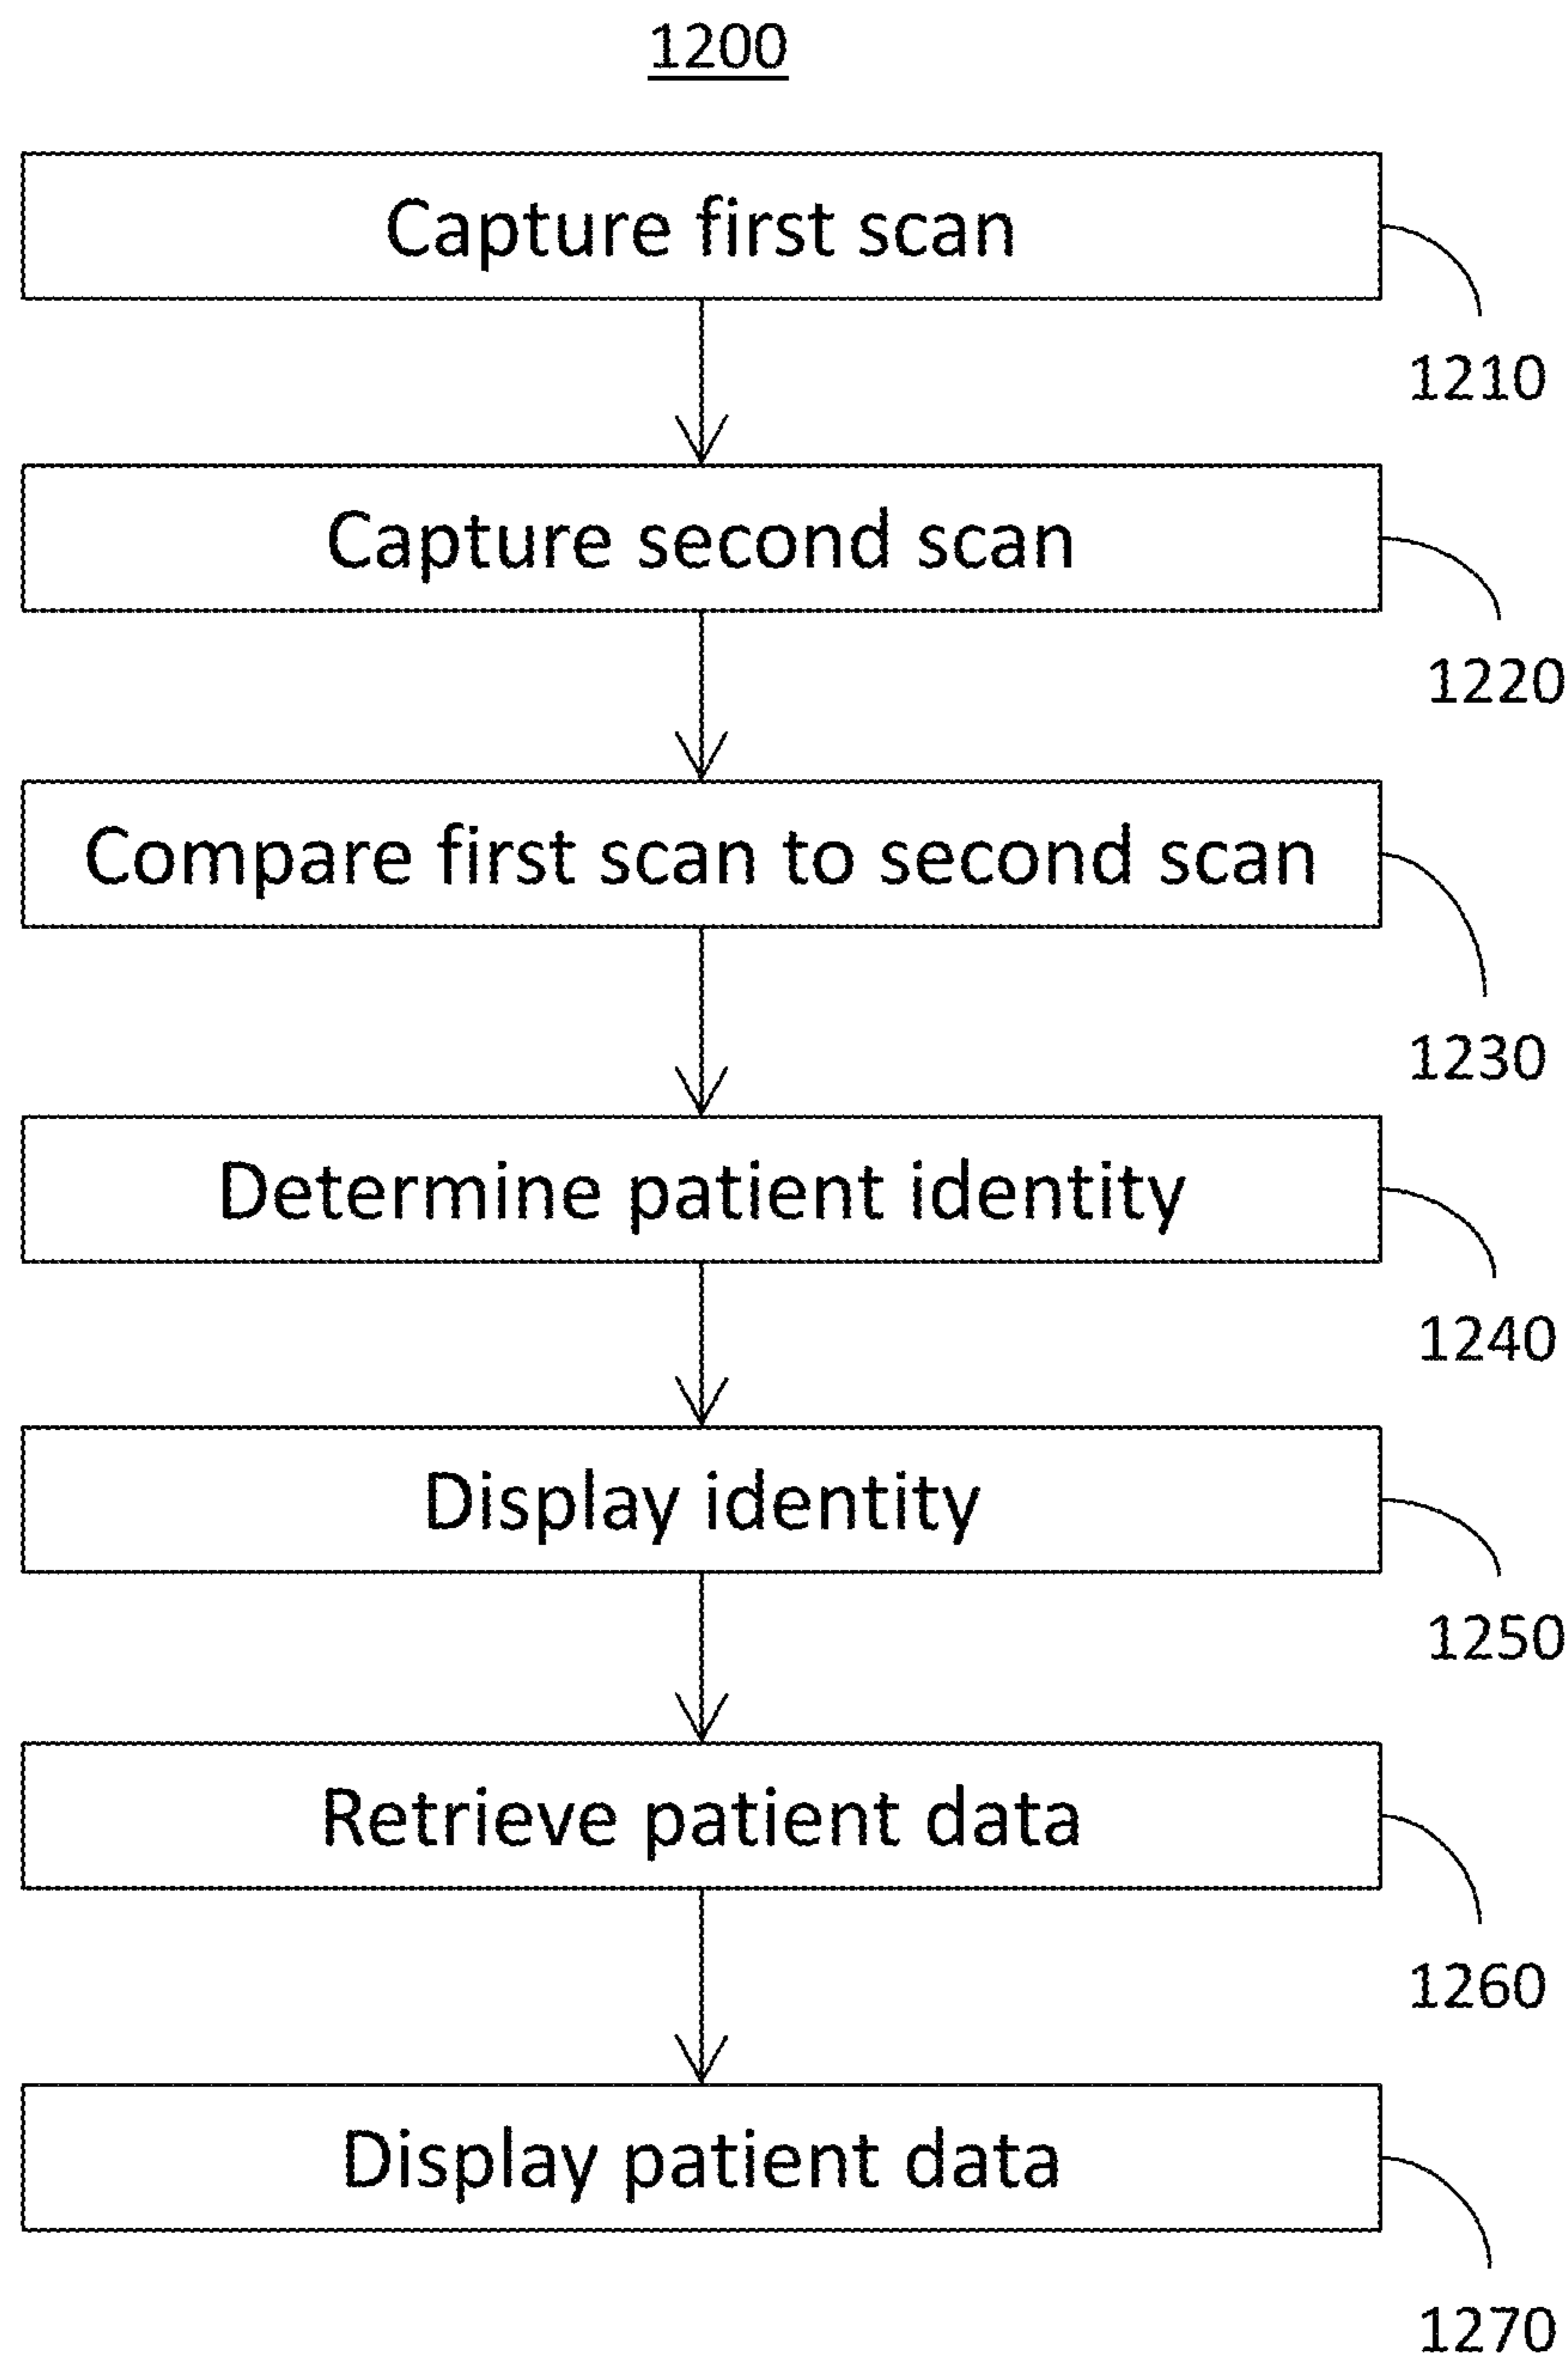 1200
Capture first scan
1210
Capture second scan
1220
Compare first scan to second scan
1230
Determine patient identity
1240
Display identity
1250
Retrieve patient data
1260
Display patient data
1270